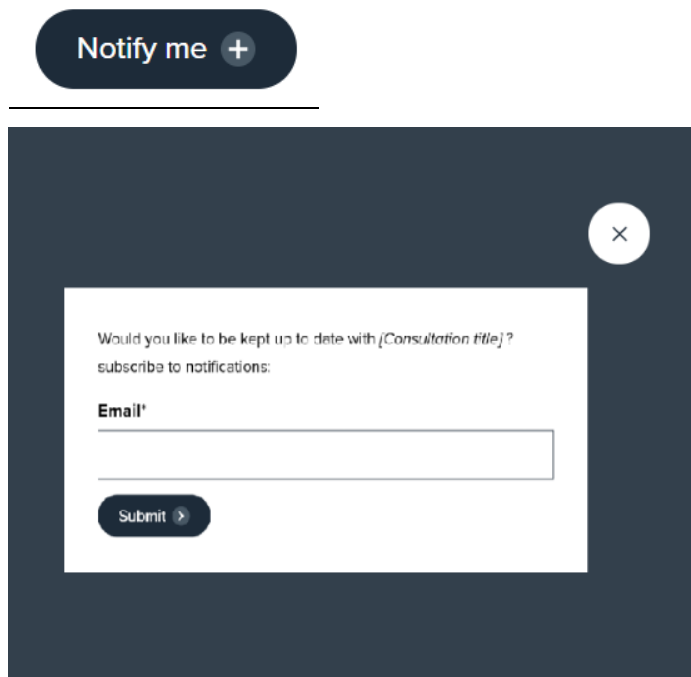 Notify me
Would you like to be kept up to date with [Consultation title]?
subscribe to notifications:
Email*
Submit